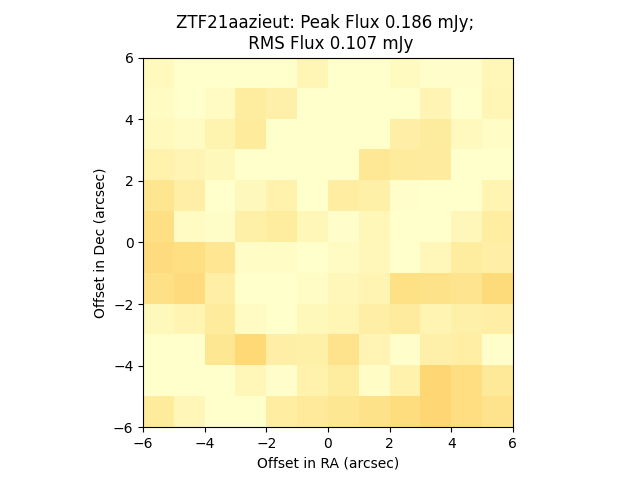 ZTF21aazieut: Peak Flux 0.186 mJy;
RMS Flux 0.107 mJy
6
4
2
0
−2
−4
−6
Offset in Dec (arcsec)
−6 −4 −2 0 2 4 6
Offset in RA (arcsec)